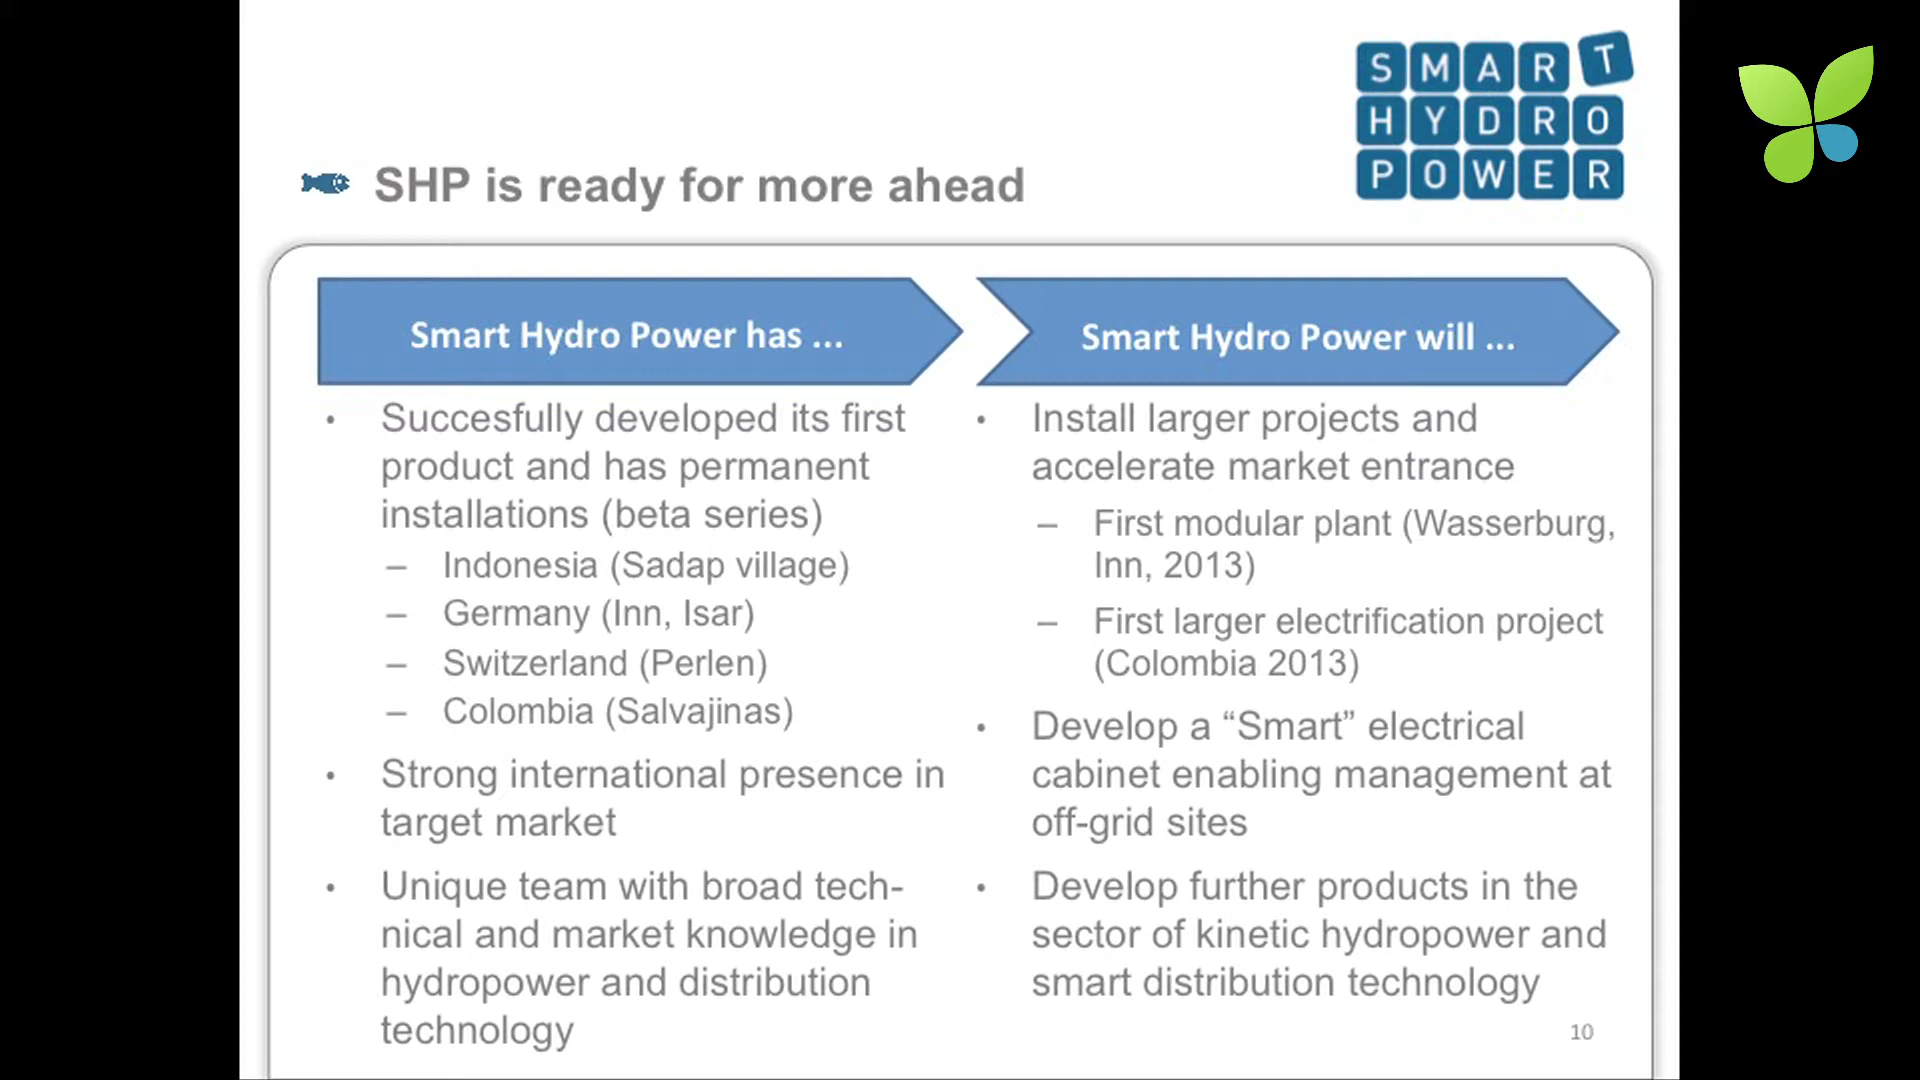 SMART
HYDRO
POWER
SHP is ready for more ahead
Smart Hydro Power has ...
• Succesfully developed its first
product and has permanent
installations (beta series)
– Indonesia (Sadap village)
– Germany (Inn, Isar)
– Switzerland (Perlen)
– Colombia (Salvajinas)
• Strong international presence in
target market
• Unique team with broad tech-
nical and market knowledge in
hydropower and distribution
technology
Smart Hydro Power will ...
• Install larger projects and
accelerate market entrance
– First modular plant (Wasserburg,
Inn, 2013)
– First larger electrification project
(Colombia 2013)
• Develop a “Smart” electrical
cabinet enabling management at
off-grid sites
• Develop further products in the
sector of kinetic hydropower and
smart distribution technology
10